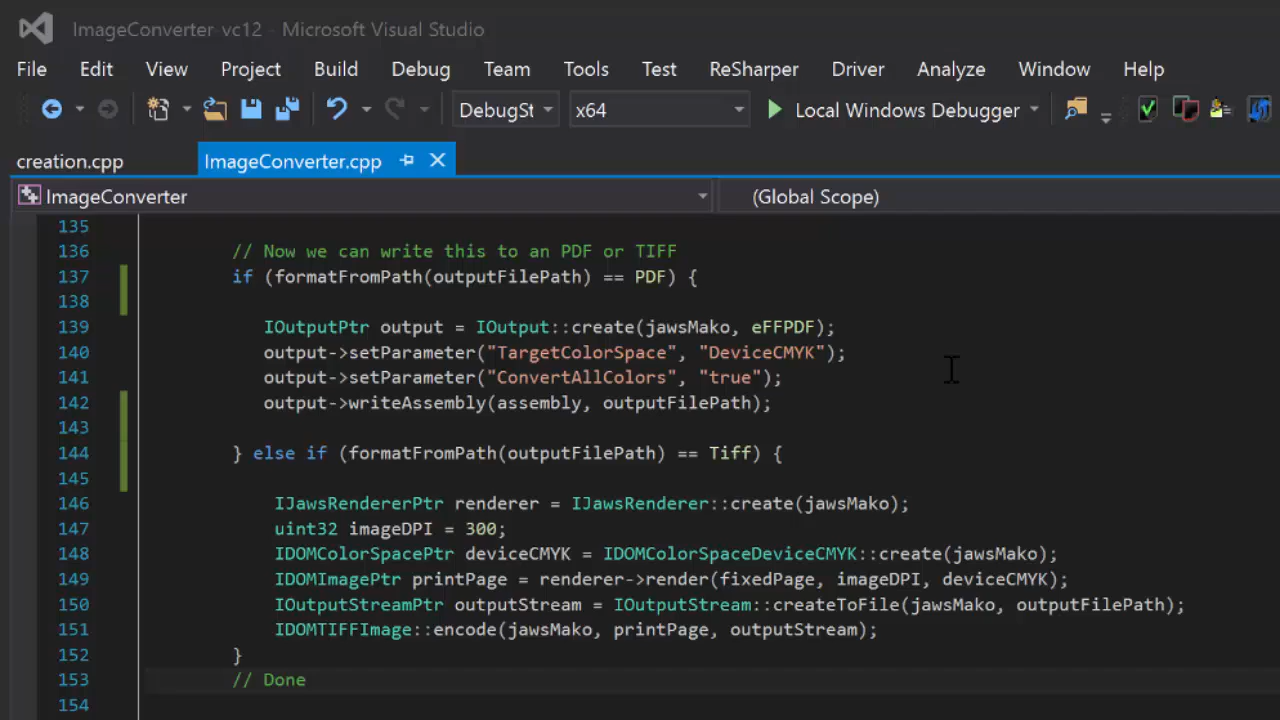 ImageConverter-vc12 - Microsoft Visual Studio
File Edit View Project Build Debug Team Tools Test ReSharper Driver Analyze Window Help
DebugSt x64 Local Windows Debugger
creation.cpp ImageConverter.cpp
ImageConverter (Global Scope)
135
136 // Now we can write this to an PDF or TIFF
137 if (formatFromPath(outputFilePath) == PDF) {
138
139 IOutputPtr output = IOutput::create(jawsMako, eFFPDF);
140 output->setParameter("TargetColorSpace", "DeviceCMYK");
141 output->setParameter("ConvertAllColors", "true");
142 output->writeAssembly(assembly, outputFilePath);
143
144 } else if (formatFromPath(outputFilePath) == Tiff) {
145
146 IJawsRendererPtr renderer = IJawsRenderer::create(jawsMako);
147 uint32 imageDPI = 300;
148 IDOMColorSpacePtr deviceCMYK = IDOMColorSpaceDeviceCMYK::create(jawsMako);
149 IDOMImagePtr printPage = renderer->render(fixedPage, imageDPI, deviceCMYK);
150 IOutputStreamPtr outputStream = IOutputStream::createToFile(jawsMako, outputFilePath);
151 IDOMTIFFImage::encode(jawsMako, printPage, outputStream);
152 }
153 // Done
154